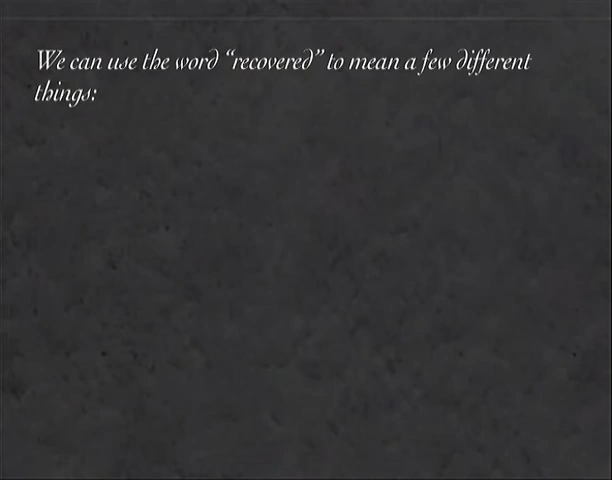 We can use the word “recovered” to mean a few different
things: